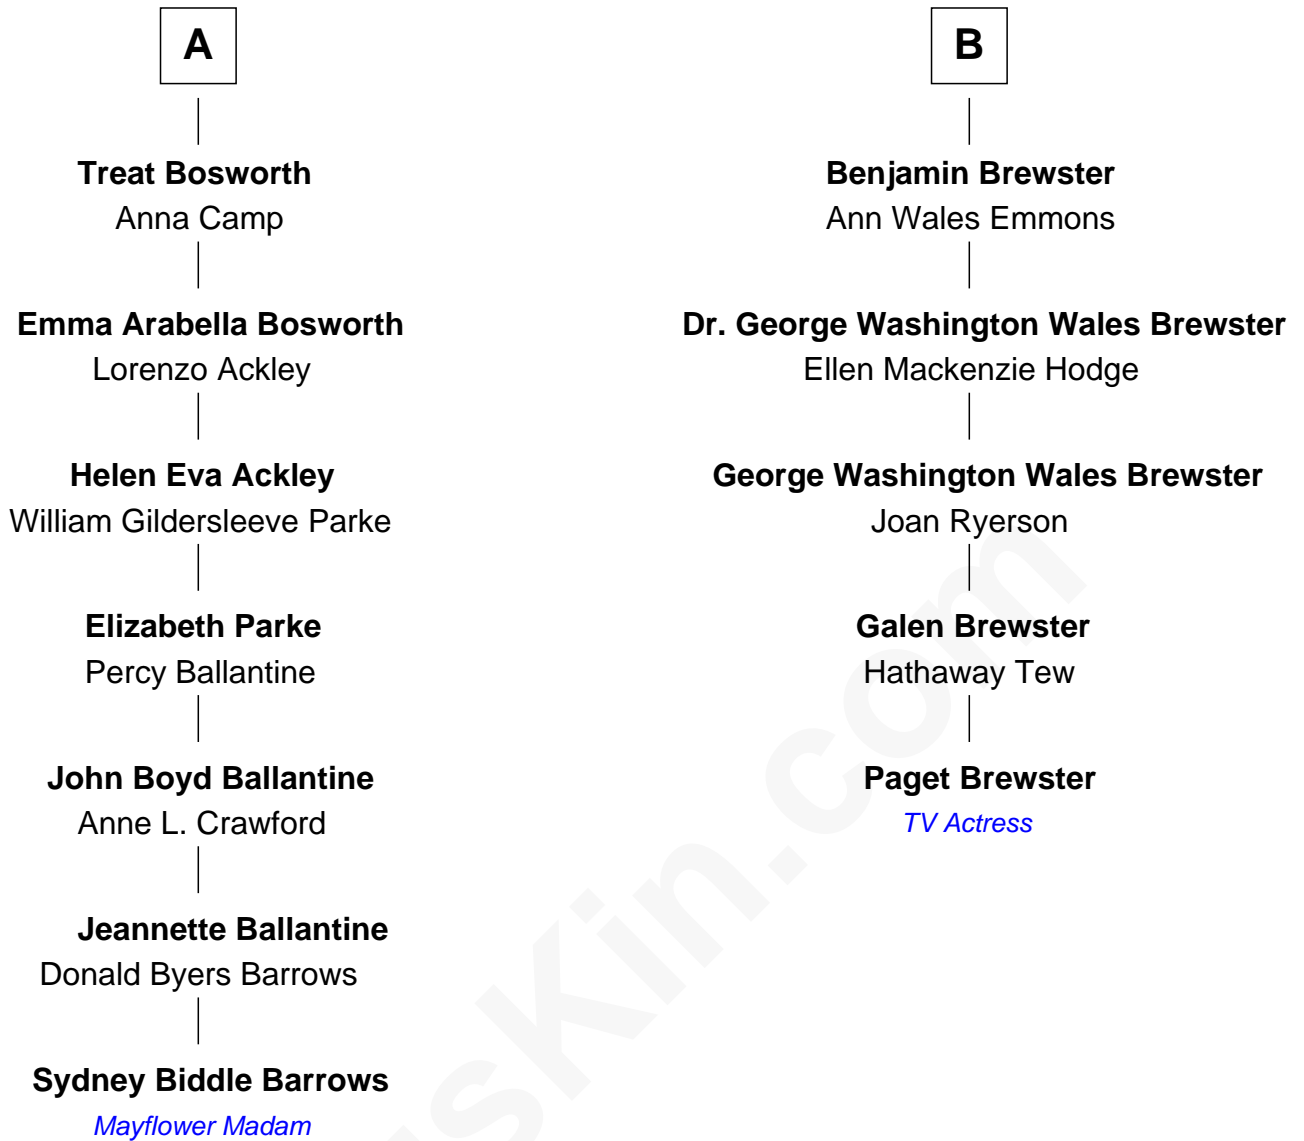 A
Treat Bosworth
Anna Camp
Emma Arabella Bosworth
Lorenzo Ackley
Helen Eva Ackley
William Gildersleeve Parke
Elizabeth Parke
Percy Ballantine
John Boyd Ballantine
Anne L. Crawford
Jeannette Ballantine
Donald Byers Barrows
Sydney Biddle Barrows
Mayflower Madam
B
Benjamin Brewster
Ann Wales Emmons
Dr. George Washington Wales Brewster
Ellen Mackenzie Hodge
George Washington Wales Brewster
Joan Ryerson
Galen Brewster
Hathaway Tew
Paget Brewster
TV Actress
sKin.com